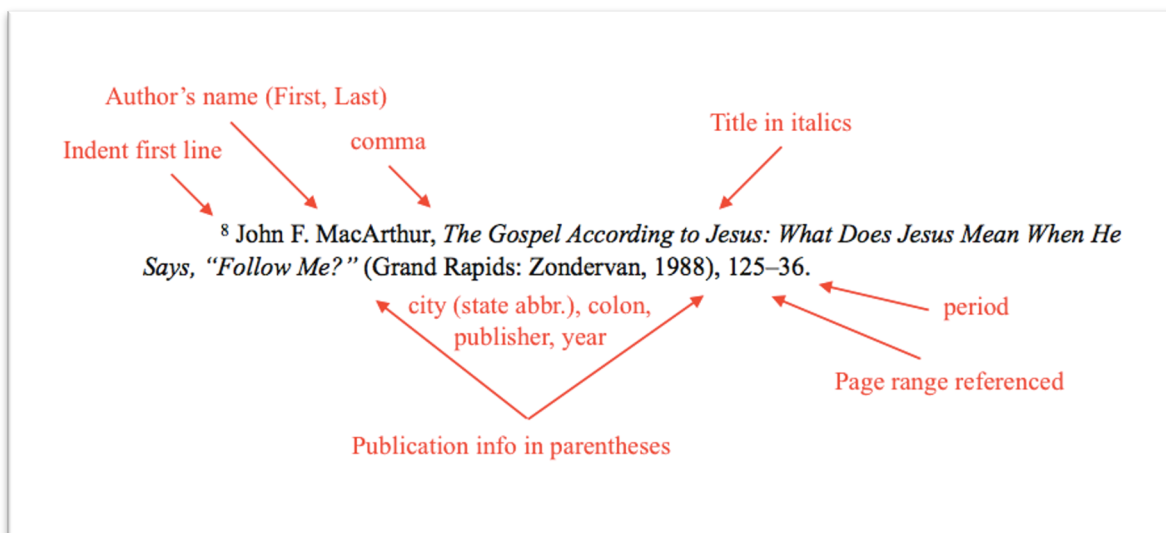 Author’s name (First, Last)
Title in italics
Indent first line
comma
⁸ John F. MacArthur, The Gospel According to Jesus: What Does Jesus Mean When He
Says, “Follow Me?” (Grand Rapids: Zondervan, 1988), 125–36.
city (state abbr.), colon,
publisher, year
period
Page range referenced
Publication info in parentheses